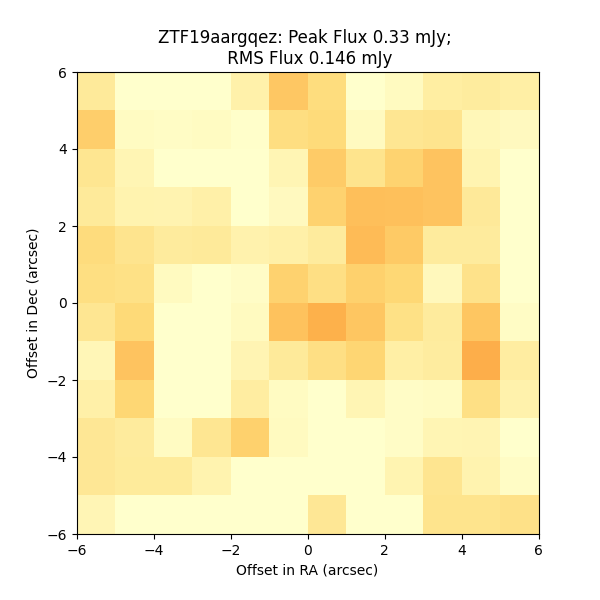 ZTF19aargqez: Peak Flux 0.33 mJy;
RMS Flux 0.146 mJy
6
4
2
0
−2
−4
−6
Offset in Dec (arcsec)
−6 −4 −2 0 2 4 6
Offset in RA (arcsec)